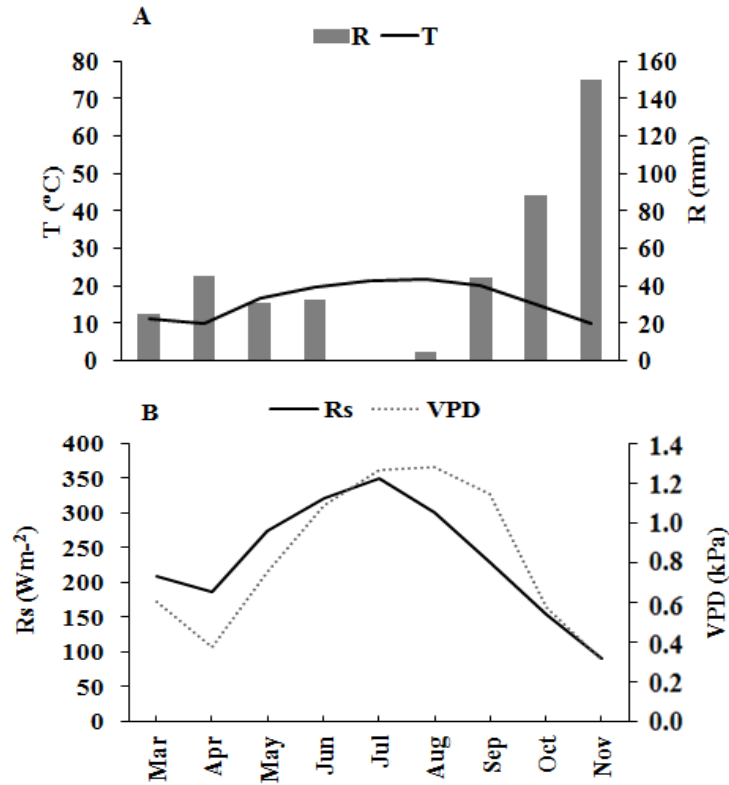 A
R T
80 160
70 140
60 120
50 100
40 80
30 60
20 40
10 20
0 0
T (ºC)
R (mm)
B
Rs VPD
400 1.4
350 1.2
300 1.0
250 0.8
200 0.6
150 0.4
100 0.2
50 0.0
0
Rs (Wm-²)
VPD (kPa)
Mar Apr May Jun Jul Aug Sep Oct Nov